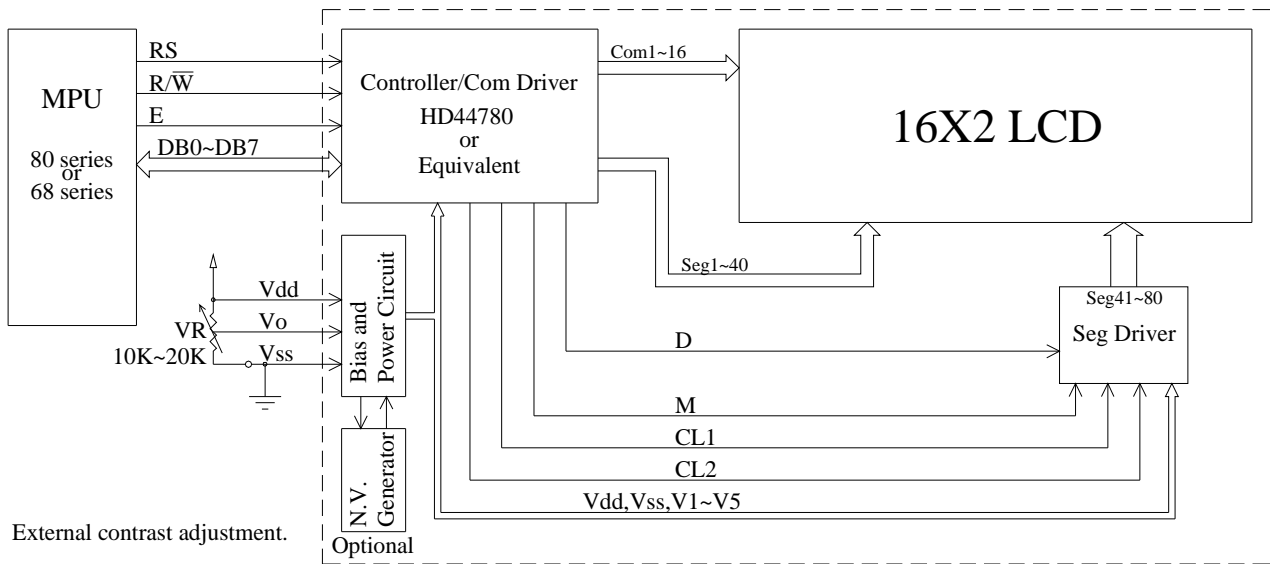 MPU
80 series
or
68 series
RS
R/W̅
E
DB0~DB7
Controller/Com Driver
HD44780
or
Equivalent
Com1~16
16X2 LCD
Seg1~40
Seg41~80
Seg Driver
Vdd
Vo
Vss
VR
10K~20K
Bias and
Power Circuit
N.V.
Generator
Optional
D
M
CL1
CL2
Vdd,Vss,V1~V5
External contrast adjustment.